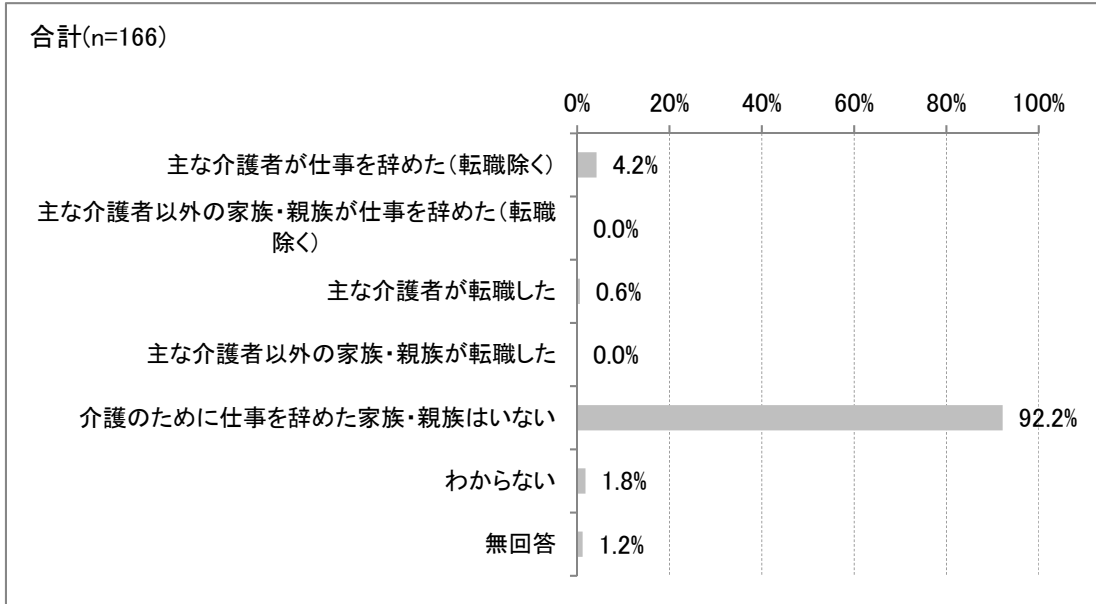 合計(n=166)
0% 20% 40% 60% 80% 100%
主な介護者が仕事を辞めた（転職除く） 4.2%
主な介護者以外の家族・親族が仕事を辞めた（転職
除く） 0.0%
主な介護者が転職した 0.6%
主な介護者以外の家族・親族が転職した 0.0%
介護のために仕事を辞めた家族・親族はいない 92.2%
わからない 1.8%
無回答 1.2%